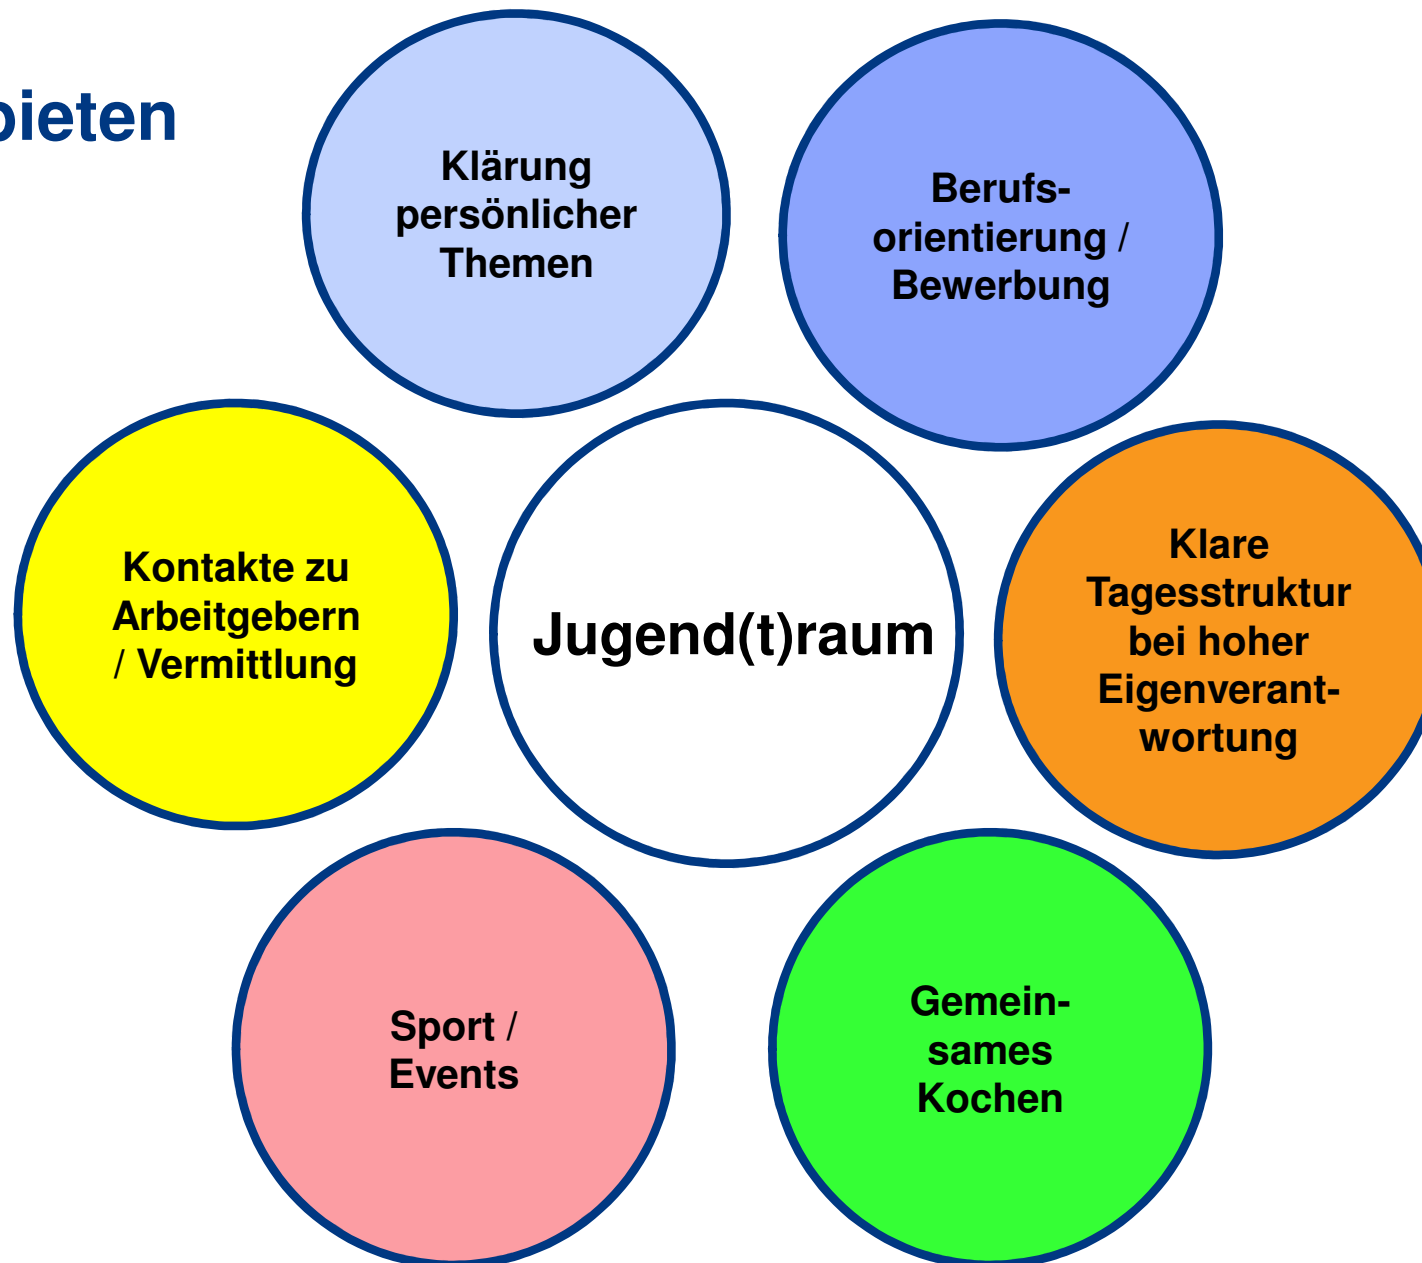 Klärung
persönlicher
Themen
Berufs-
orientierung /
Bewerbung
Kontakte zu
Arbeitgebern
/ Vermittlung
Jugend(t)raum
Klare
Tagesstruktur
bei hoher
Eigenverant-
wortung
Sport /
Events
Gemein-
sames
Kochen